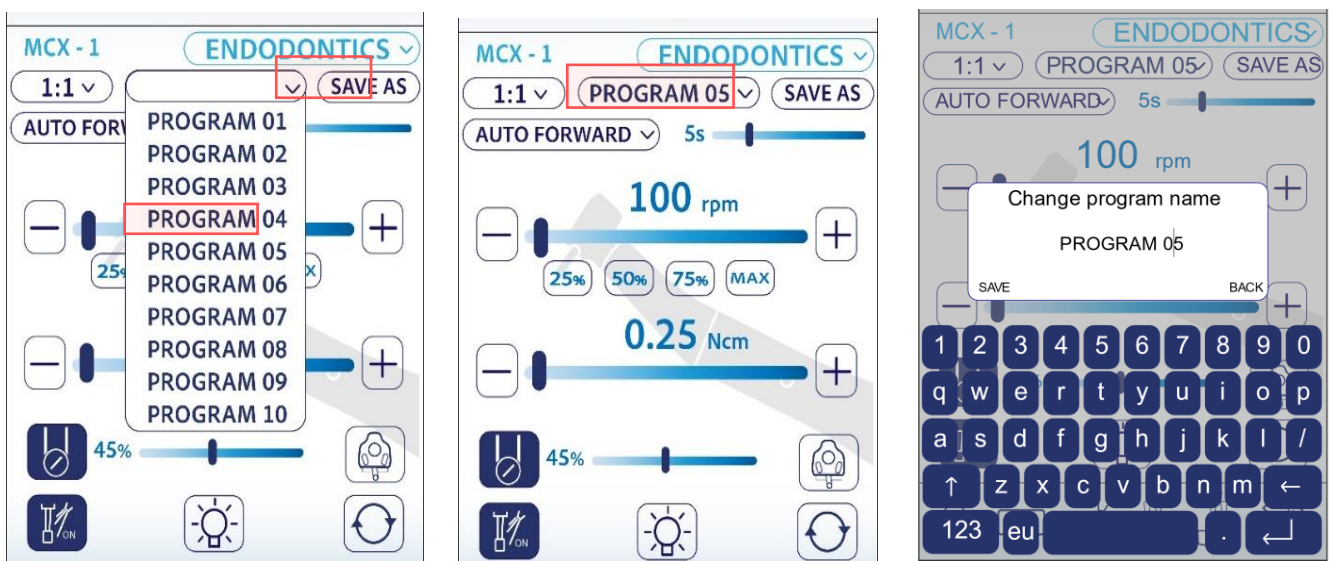 MCX - 1 ENDODONTICS
1:1 SAVE AS
AUTO FORW
PROGRAM 01
PROGRAM 02
PROGRAM 03
PROGRAM 04
PROGRAM 05
25%
PROGRAM 06
PROGRAM 07
PROGRAM 08
PROGRAM 09
PROGRAM 10
45%
ON
MCX - 1 ENDODONTICS
1:1 PROGRAM 05 SAVE AS
AUTO FORWARD 5s
100 rpm
25% 50% 75% MAX
0.25 Ncm
45%
ON
MCX - 1 ENDODONTICS
1:1 PROGRAM 05 SAVE AS
AUTO FORWARD 5s
100 rpm
Change program name
PROGRAM 05
SAVE BACK
1 2 3 4 5 6 7 8 9 0
q w e r t y u i o p
a s d f g h j k l /
↑ z x c v b n m ←
123 eu .